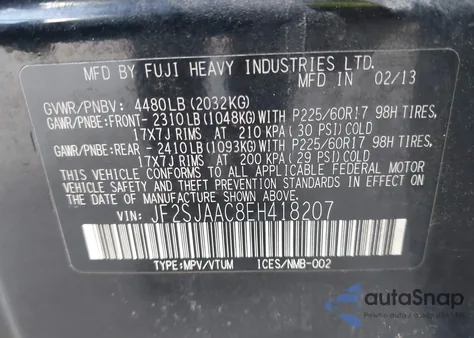 MFD BY FUJI HEAVY INDUSTRIES LTD.
IN 02/13
GVWR/PNBV: 4480LB (2032KG)
GAWR/PNBE:FRONT- 2310LB (1048KG)WITH P225/60R17 98H TIRES,
17X7J RIMS AT 210 KPA (30 PSI) COLD
GAWR/PNBE:REAR - 2410LB (1093KG)WITH P225/60R17 98H TIRES,
17X7J RIMS AT 200 KPA (29 PSI)COLD
THIS VEHICLE CONFORMS TO ALL APPLICABLE FEDERAL MOTOR
VEHICLE SAFETY AND BUMPER STANDARDS IN EFFECT ON
THE DATE OF MANUFACTURE SHOWN ABOVE.
VIN: JF2SJAAC8EH418207
TYPE:MPV/VTUM ICES/NMB-002
autoSnap